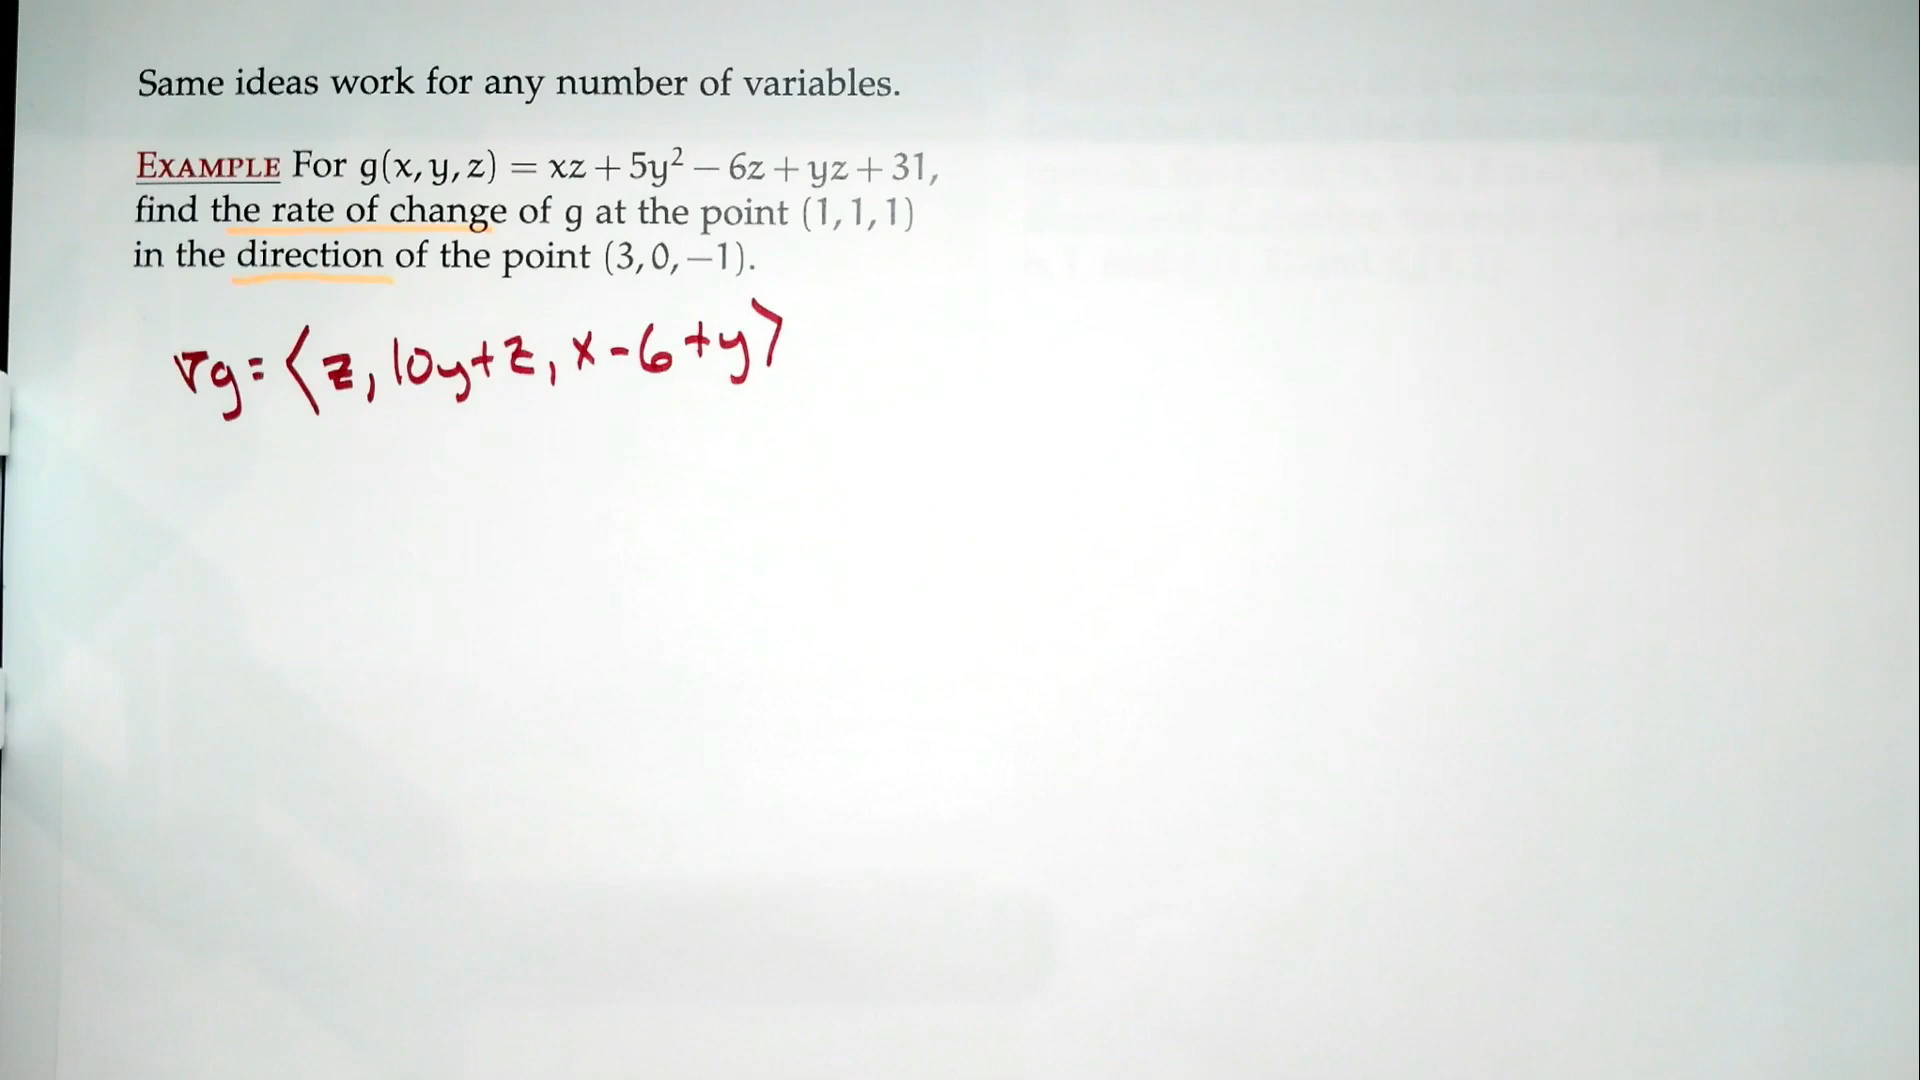 Same ideas work for any number of variables.
EXAMPLE For g(x, y, z) = xz + 5y² − 6z + yz + 31,
find the rate of change of g at the point (1, 1, 1)
in the direction of the point (3, 0, −1).
∇g = ⟨z, 10y+z, x-6+y⟩